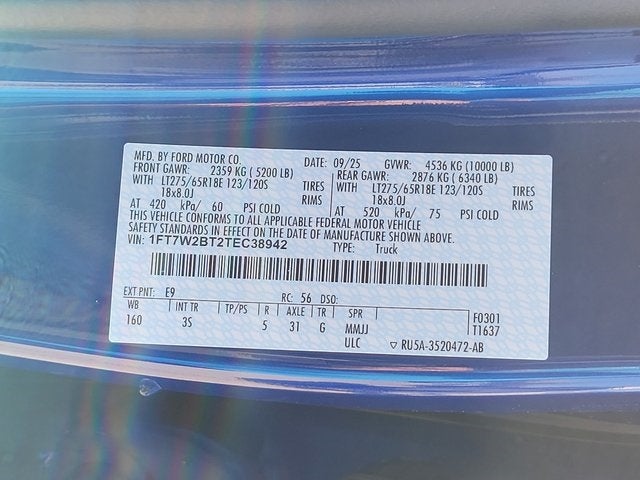 MFD. BY FORD MOTOR CO. DATE: 09/25 GVWR: 4536 KG (10000 LB)
FRONT GAWR: 2359 KG ( 5200 LB) REAR GAWR: 2876 KG ( 6340 LB)
WITH LT275/65R18E 123/120S TIRES WITH LT275/65R18E 123/120S TIRES
18x8.0J RIMS 18x8.0J RIMS
AT 420 kPa/ 60 PSI COLD AT 520 kPa/ 75 PSI COLD
THIS VEHICLE CONFORMS TO ALL APPLICABLE FEDERAL MOTOR VEHICLE
SAFETY STANDARDS IN EFFECT ON THE DATE OF MANUFACTURE SHOWN ABOVE.
VIN: 1FT7W2BT2TEC38942 TYPE: Truck
EXT PNT: E9 RC: 56 DSO:
WB INT TR TP/PS R AXLE TR SPR F0301
160 3S 5 31 G MMJJ T1637
ULC ▽ RU5A-3520472-AB